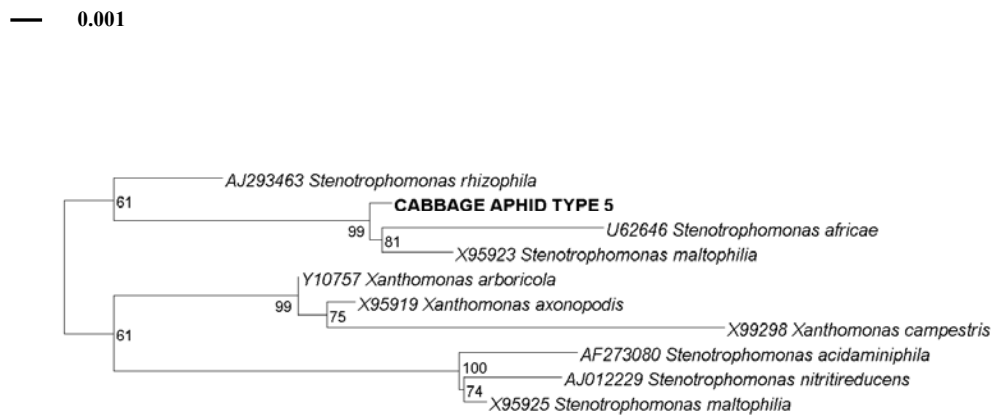 0.001
AJ293463 Stenotrophomonas rhizophila
61
CABBAGE APHID TYPE 5
99
U62646 Stenotrophomonas africae
81
X95923 Stenotrophomonas maltophilia
Y10757 Xanthomonas arboricola
99
X95919 Xanthomonas axonopodis
75
X99298 Xanthomonas campestris
61
AF273080 Stenotrophomonas acidaminiphila
100
AJ012229 Stenotrophomonas nitritireducens
74
X95925 Stenotrophomonas maltophilia